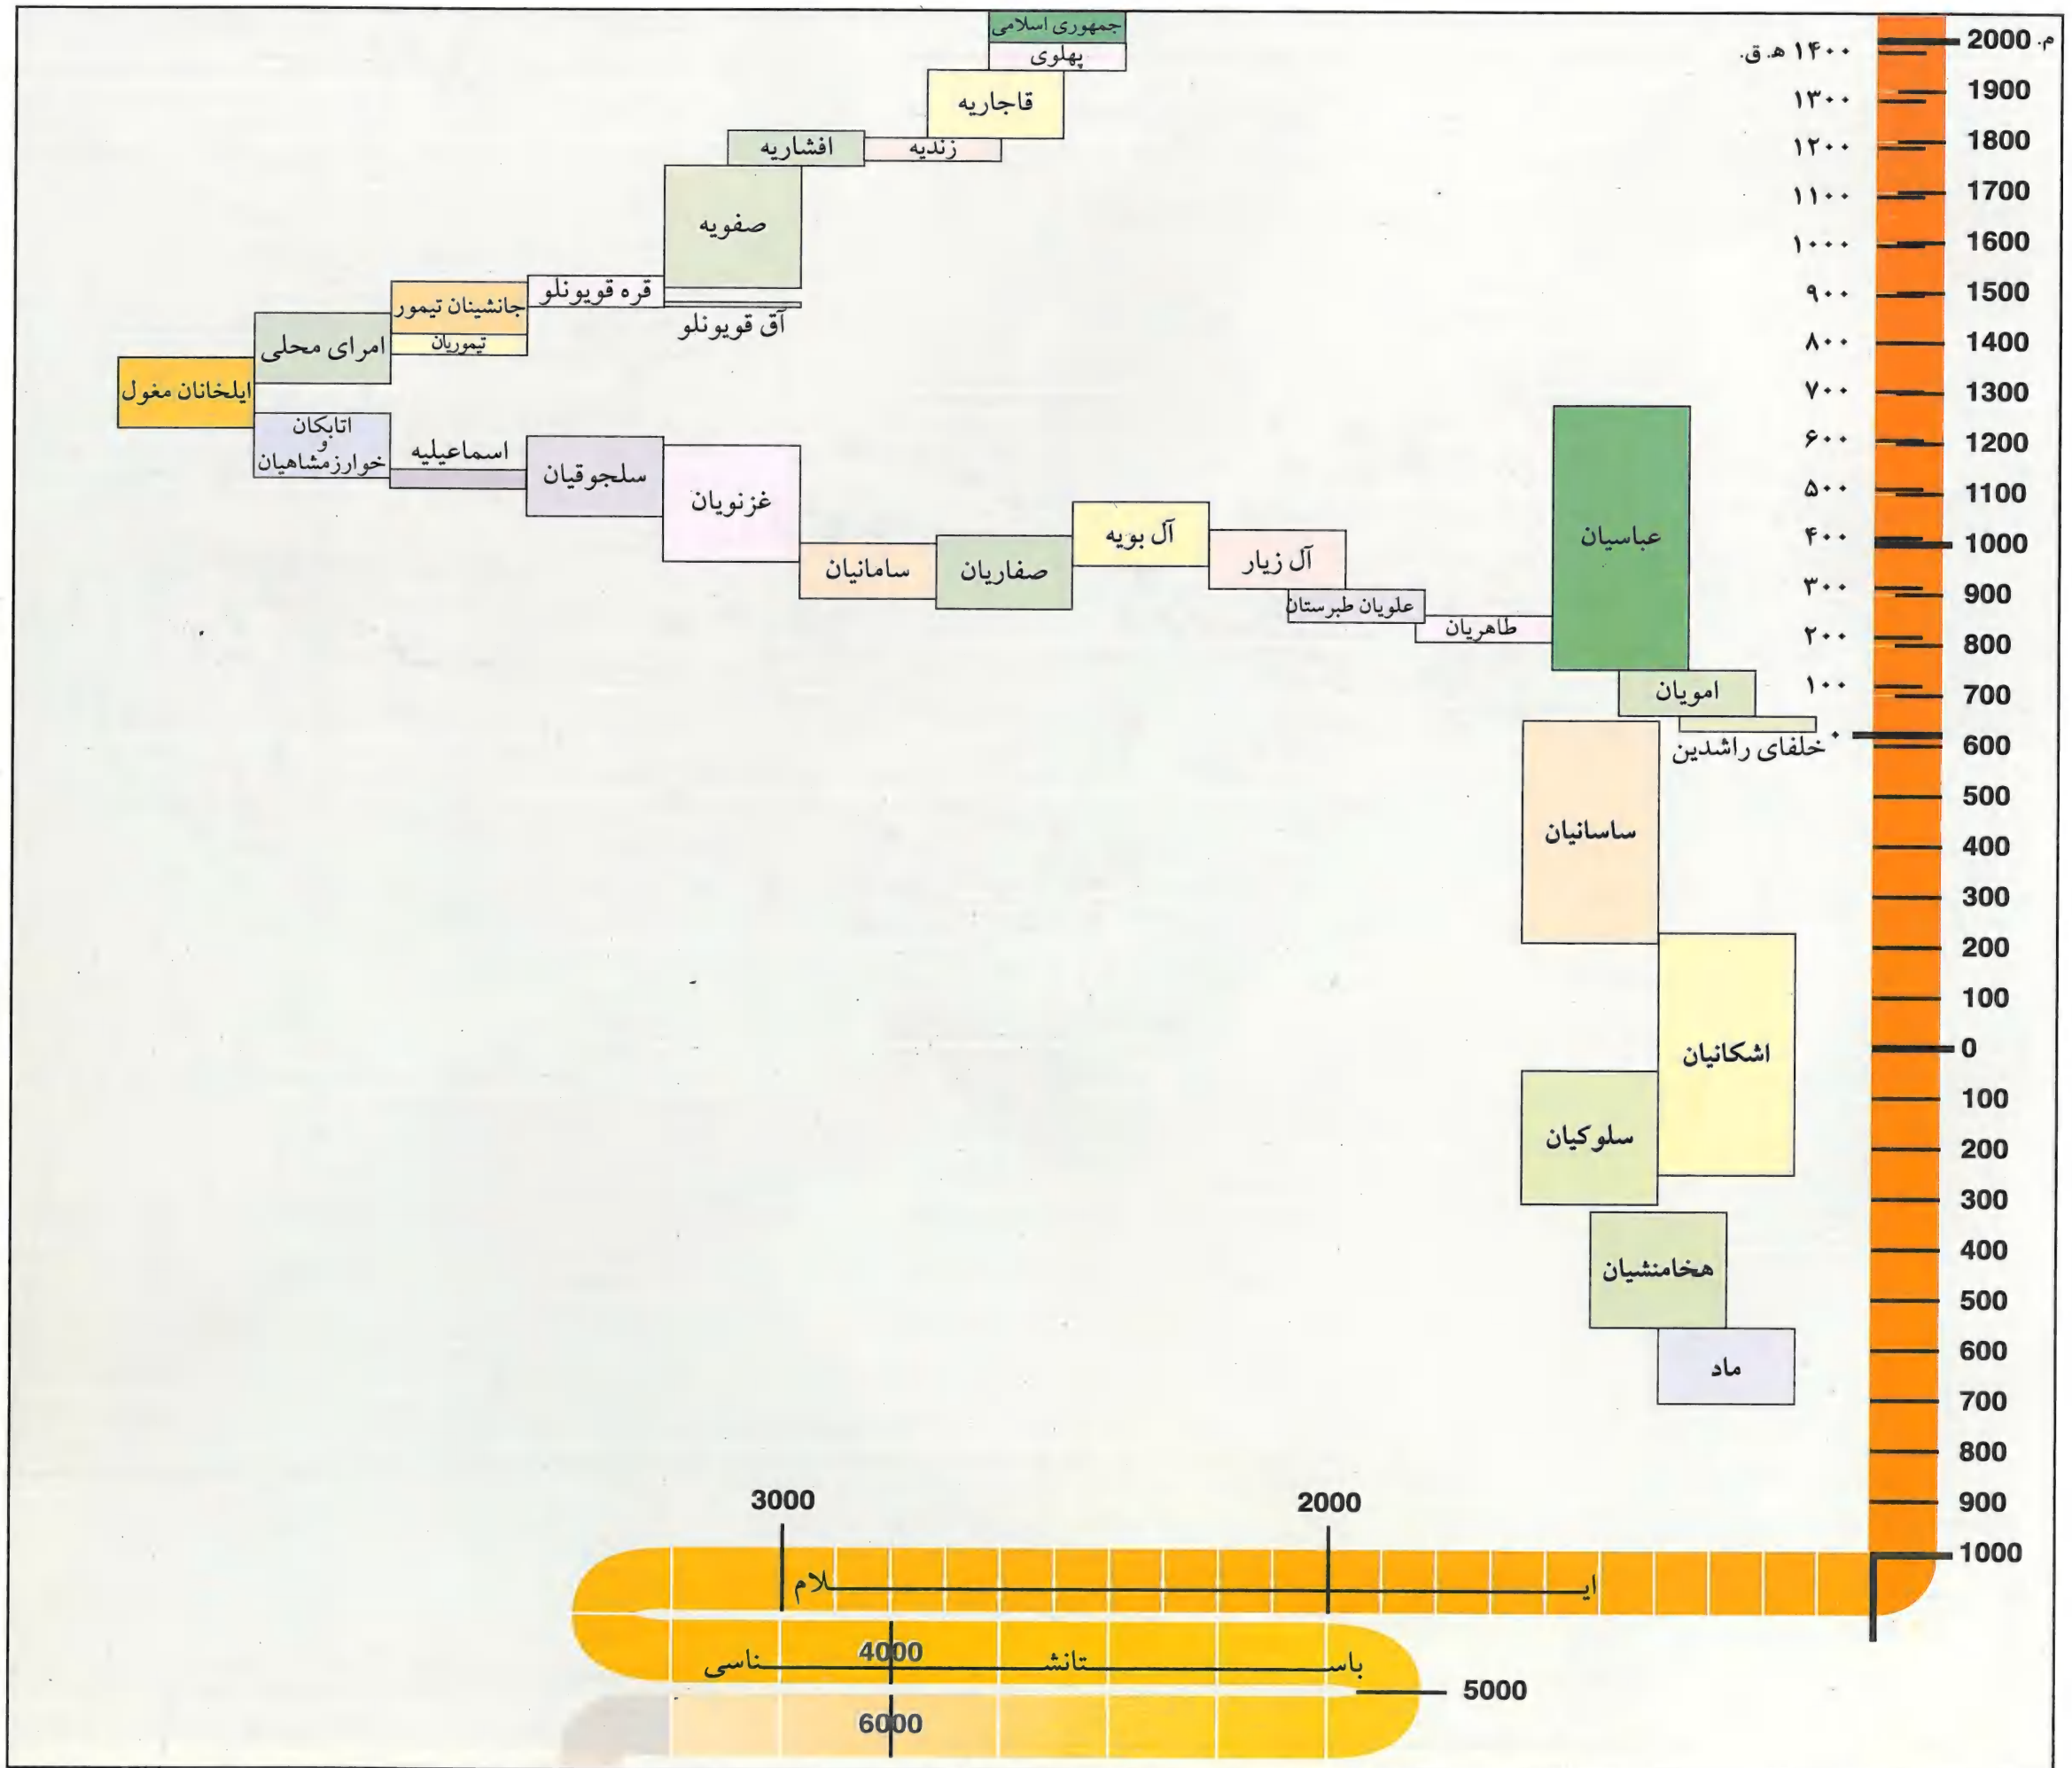 جمهوری اسلامی
پهلوی
قاجاریه
زندیه
افشاریه
صفویه
آق قویونلو
قره قویونلو
جانشینان تیمور
تیموریان
امرای محلی
ایلخانان مغول
اتابکان
و
خوارزمشاهیان
اسماعیلیه
سلجوقیان
غزنویان
سامانیان
صفاریان
آل بویه
آل زیار
علویان طبرستان
طاهریان
عباسیان
امویان
خلفای راشدین
ساسانیان
اشکانیان
سلوکیان
هخامنشیان
ماد
۱۴۰۰ ه‍. ق.
۱۳۰۰
۱۲۰۰
۱۱۰۰
۱۰۰۰
۹۰۰
۸۰۰
۷۰۰
۶۰۰
۵۰۰
۴۰۰
۳۰۰
۲۰۰
۱۰۰
۰
2000 م.
1900
1800
1700
1600
1500
1400
1300
1200
1100
1000
900
800
700
600
500
400
300
200
100
0
100
200
300
400
500
600
700
800
900
1000
2000
3000
ایـــلام
4000
باســـتانشـــناسی
5000
6000